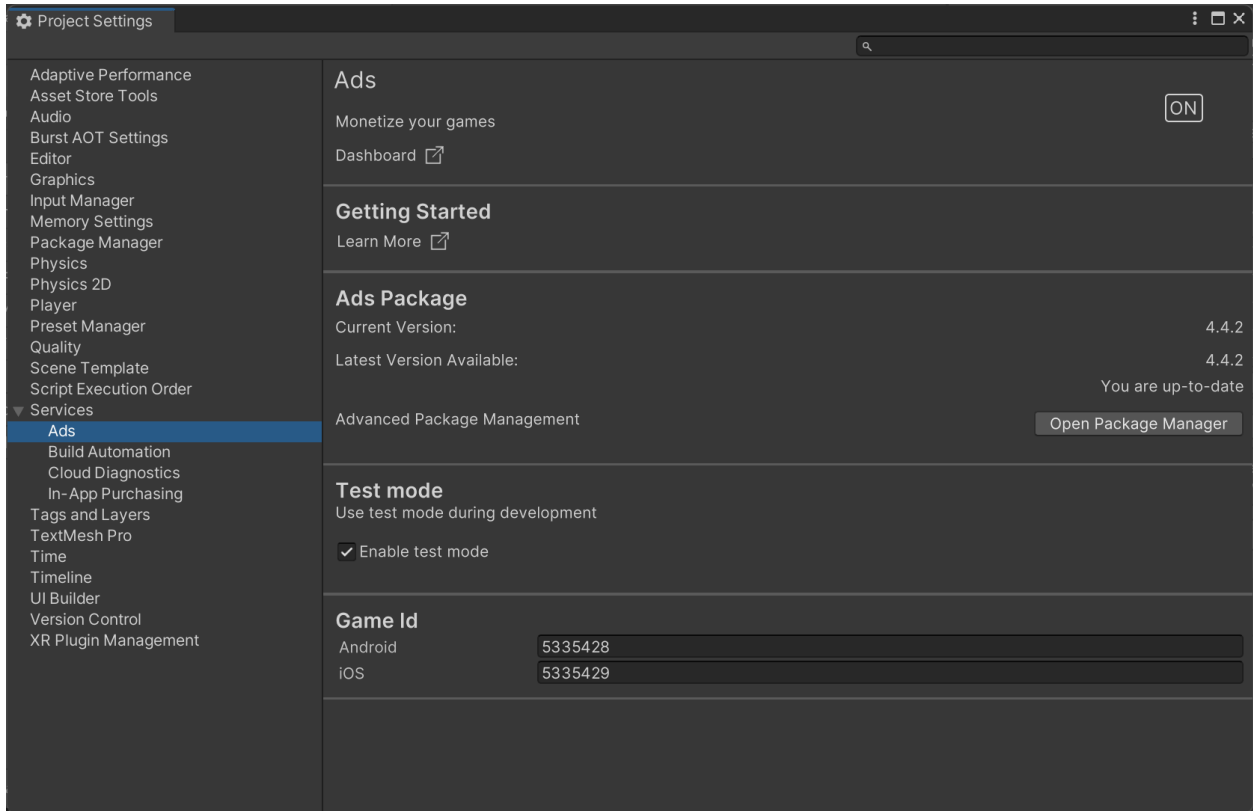 Project Settings
Adaptive Performance
Asset Store Tools
Audio
Burst AOT Settings
Editor
Graphics
Input Manager
Memory Settings
Package Manager
Physics
Physics 2D
Player
Preset Manager
Quality
Scene Template
Script Execution Order
Services
Ads
Build Automation
Cloud Diagnostics
In-App Purchasing
Tags and Layers
TextMesh Pro
Time
Timeline
UI Builder
Version Control
XR Plugin Management
Ads
ON
Monetize your games
Dashboard
Getting Started
Learn More
Ads Package
Current Version: 4.4.2
Latest Version Available: 4.4.2
You are up-to-date
Advanced Package Management Open Package Manager
Test mode
Use test mode during development
Enable test mode
Game Id
Android 5335428
iOS 5335429